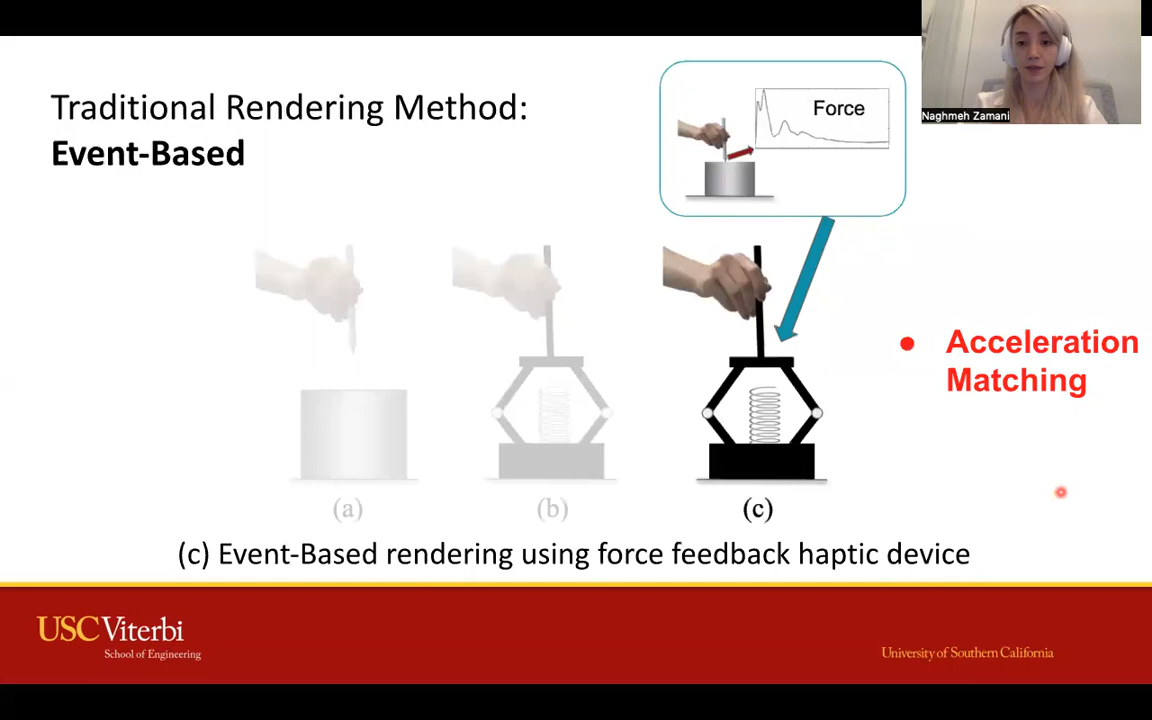 Traditional Rendering Method:
Event-Based
Force
Naghmeh Zamani
Acceleration
Matching
(a)
(b)
(c)
(c) Event-Based rendering using force feedback haptic device
USC Viterbi
School of Engineering
University of Southern California